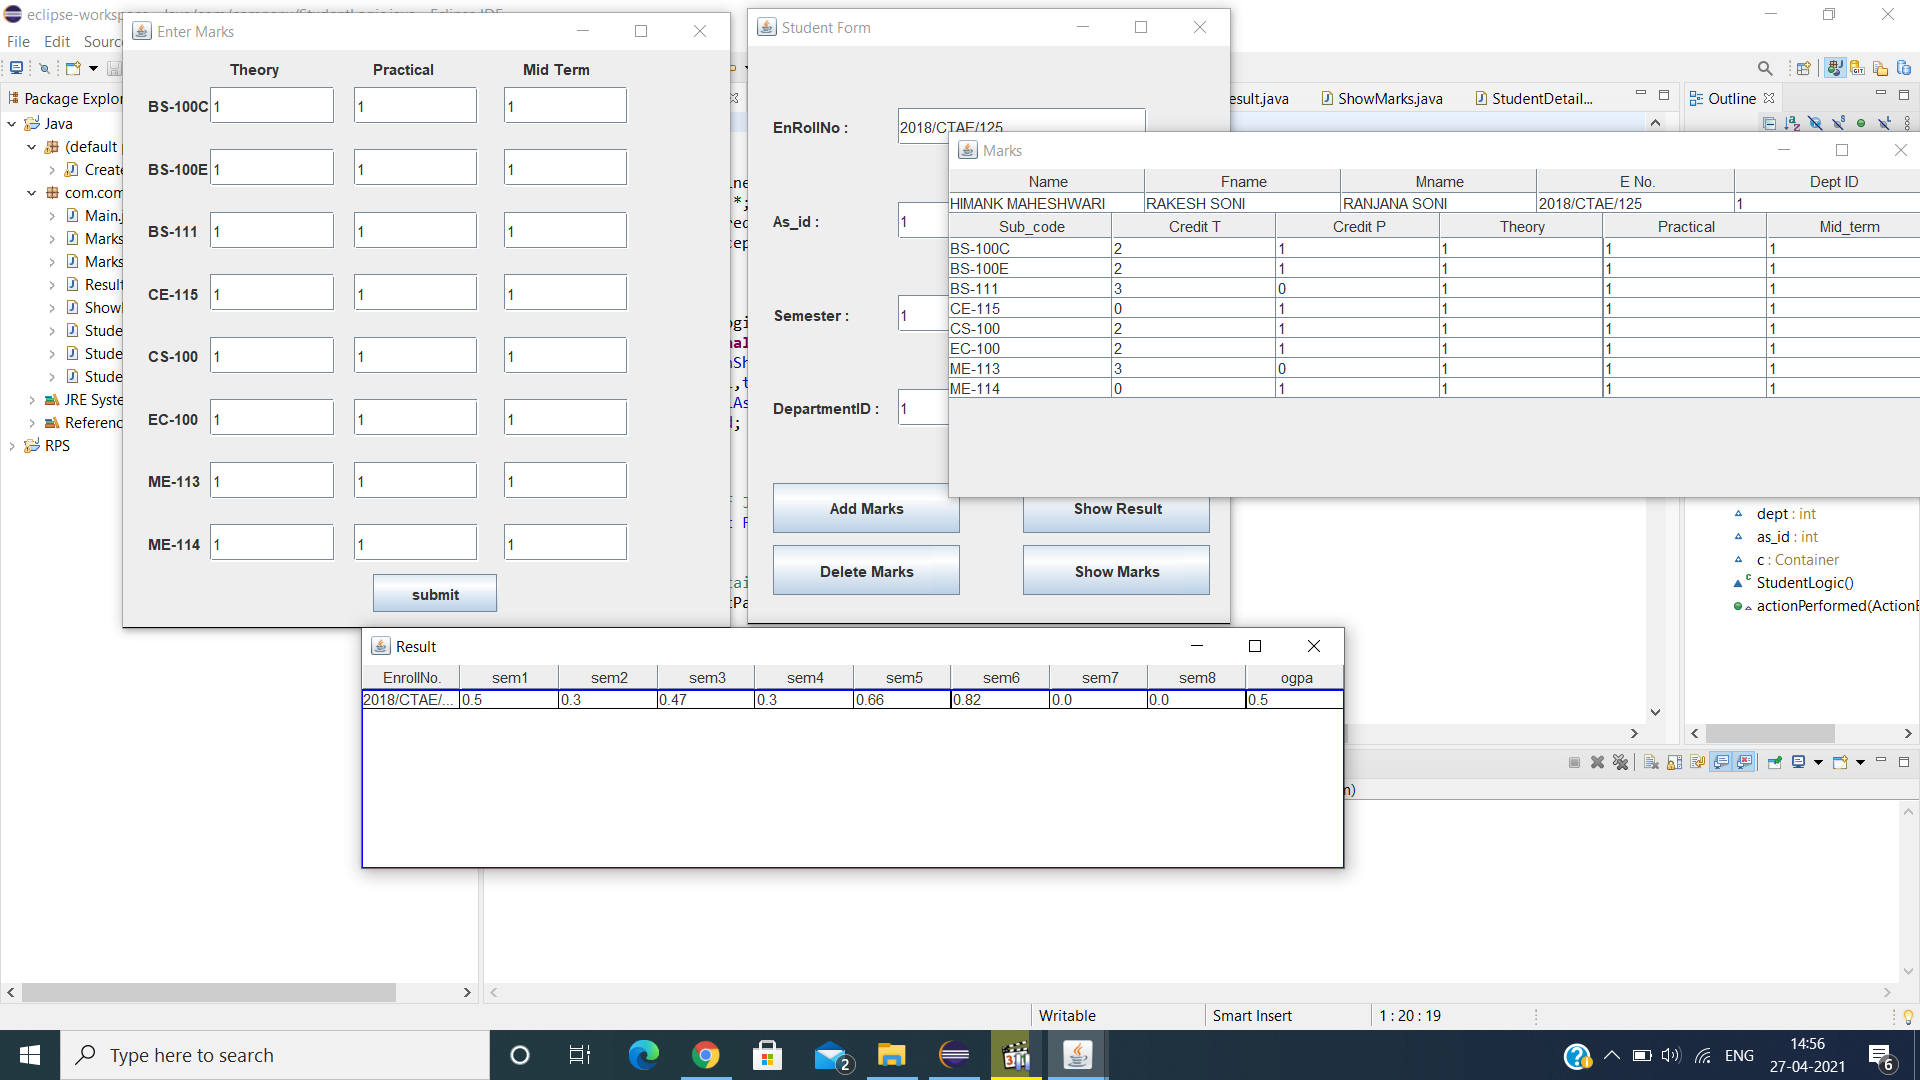 File Edit
Package Explor
Java
(default
Create
com.com
Main.
Marks
Marks
Result
Show
Stude
Stude
Stude
JRE Syste
Referenc
RPS
Enter Marks
Theory Practical Mid Term
BS-100C 1 1 1
BS-100E 1 1 1
BS-111 1 1 1
CE-115 1 1 1
CS-100 1 1 1
EC-100 1 1 1
ME-113 1 1 1
ME-114 1 1 1
submit
Student Form
EnRollNo : 2018/CTAE/125
As_id : 1
Semester : 1
DepartmentID : 1
Add Marks Show Result
Delete Marks Show Marks
esult.java ShowMarks.java StudentDetail...
Outline
Marks
Name Fname Mname E No. Dept ID
HIMANK MAHESHWARI RAKESH SONI RANJANA SONI 2018/CTAE/125 1
Sub_code Credit T Credit P Theory Practical Mid_term
BS-100C 2 1 1 1 1
BS-100E 2 1 1 1 1
BS-111 3 0 1 1 1
CE-115 0 1 1 1 1
CS-100 2 1 1 1 1
EC-100 2 1 1 1 1
ME-113 3 0 1 1 1
ME-114 0 1 1 1 1
dept : int
as_id : int
c : Container
StudentLogic()
actionPerformed(ActionE
Result
EnrollNo. sem1 sem2 sem3 sem4 sem5 sem6 sem7 sem8 ogpa
2018/CTAE/... 0.5 0.3 0.47 0.3 0.66 0.82 0.0 0.0 0.5
Writable Smart Insert 1 : 20 : 19
Type here to search
2
ENG
14:56
27-04-2021
6